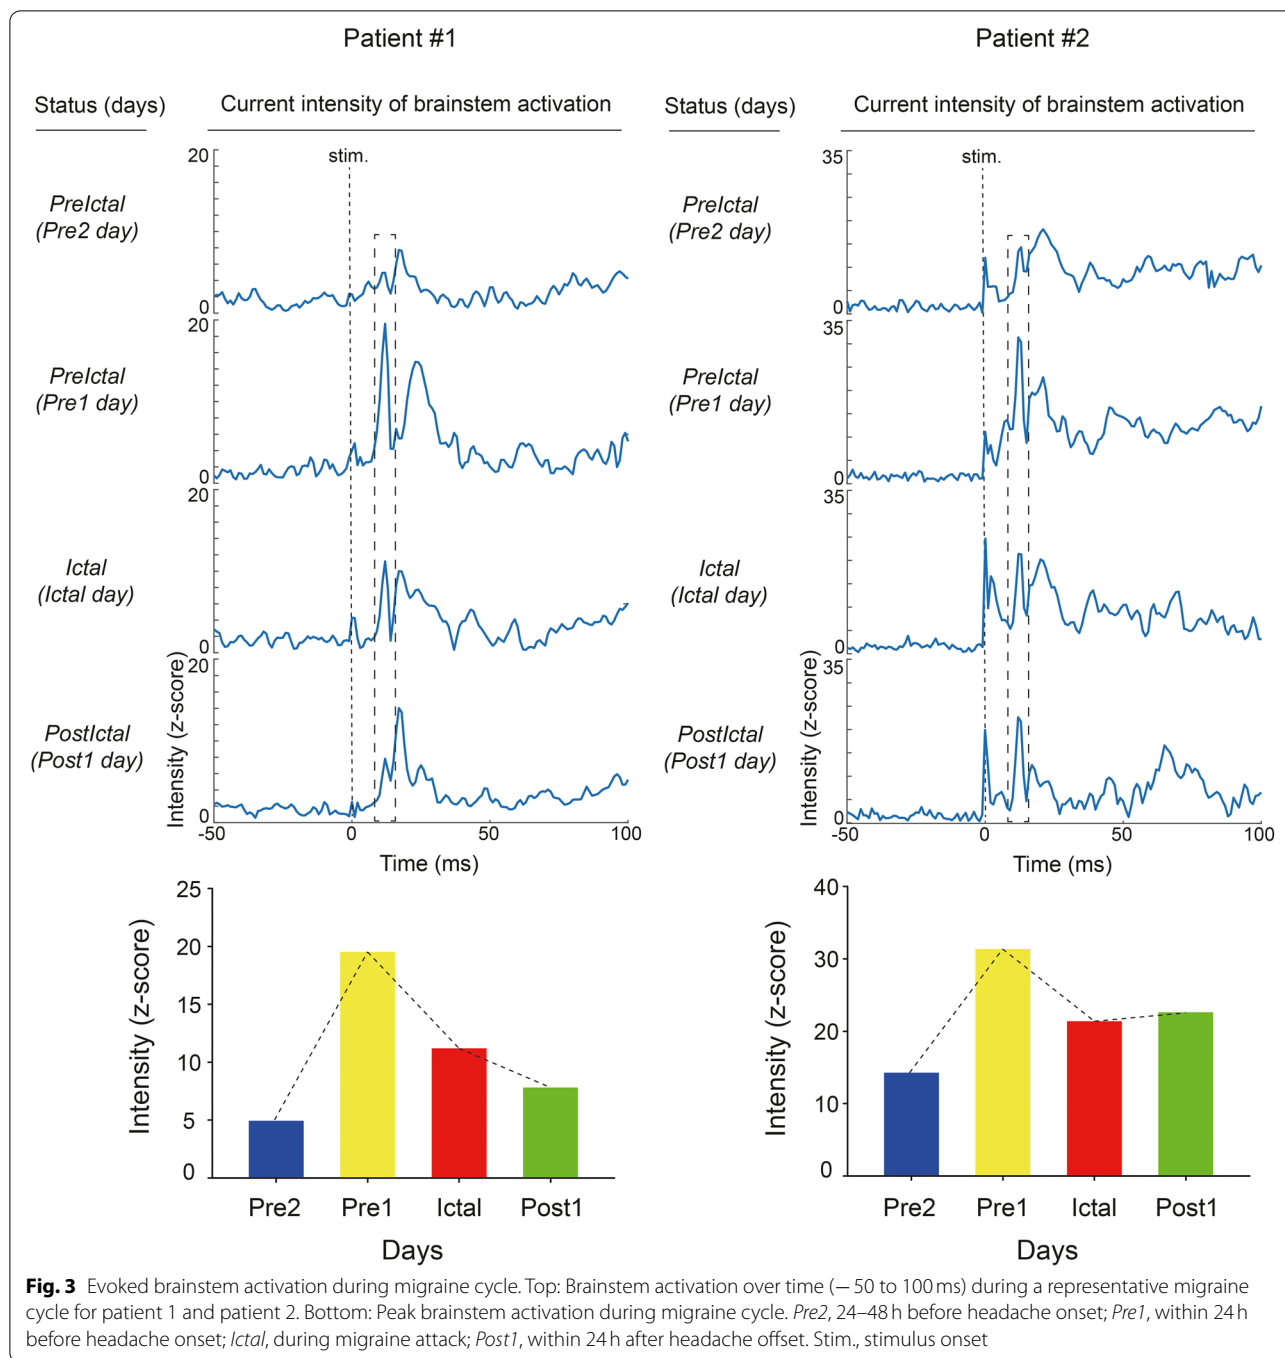 Patient #1
Patient #2
Status (days)
Current intensity of brainstem activation
Status (days)
Current intensity of brainstem activation
20
stim.
PreIctal
(Pre2 day)
0
35
stim.
PreIctal
(Pre2 day)
0
20
PreIctal
(Pre1 day)
0
35
PreIctal
(Pre1 day)
0
20
Ictal
(Ictal day)
0
35
Ictal
(Ictal day)
0
20
PostIctal
(Post1 day)
Intensity (z-score)
0
-50
0
50
100
Time (ms)
35
PostIctal
(Post1 day)
Intensity (z-score)
0
-50
0
50
100
Time (ms)
25
20
15
10
5
0
Intensity (z-score)
Pre2
Pre1
Ictal
Post1
Days
40
30
20
10
0
Intensity (z-score)
Pre2
Pre1
Ictal
Post1
Days
Fig. 3 Evoked brainstem activation during migraine cycle. Top: Brainstem activation over time (− 50 to 100 ms) during a representative migraine
cycle for patient 1 and patient 2. Bottom: Peak brainstem activation during migraine cycle. Pre2, 24–48 h before headache onset; Pre1, within 24 h
before headache onset; Ictal, during migraine attack; Post1, within 24 h after headache offset. Stim., stimulus onset